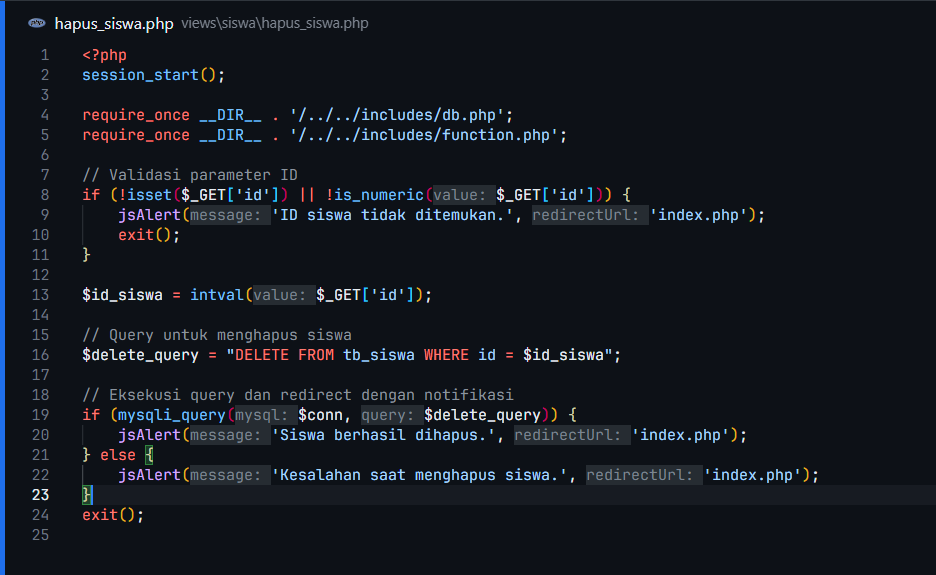 php hapus_siswa.php views\siswa\hapus_siswa.php
1 <?php
2 session_start();
3
4 require_once __DIR__ . '/../../includes/db.php';
5 require_once __DIR__ . '/../../includes/function.php';
6
7 // Validasi parameter ID
8 if (!isset($_GET['id']) || !is_numeric(value: $_GET['id'])) {
9 jsAlert(message: 'ID siswa tidak ditemukan.', redirectUrl: 'index.php');
10 exit();
11 }
12
13 $id_siswa = intval(value: $_GET['id']);
14
15 // Query untuk menghapus siswa
16 $delete_query = "DELETE FROM tb_siswa WHERE id = $id_siswa";
17
18 // Eksekusi query dan redirect dengan notifikasi
19 if (mysqli_query(mysql: $conn, query: $delete_query)) {
20 jsAlert(message: 'Siswa berhasil dihapus.', redirectUrl: 'index.php');
21 } else {
22 jsAlert(message: 'Kesalahan saat menghapus siswa.', redirectUrl: 'index.php');
23 }
24 exit();
25